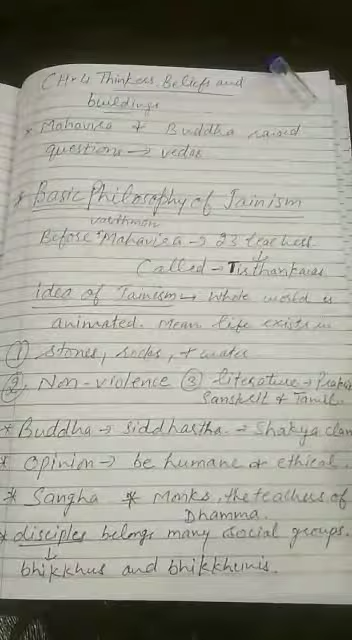 CH-4 Thinkers Beliefs and
buildings
* Mahavira & Buddha raised
questions → vedas
* Basic Philosophy of Jainism
vardhman
Before Mahavira → 23 teachers
↓
Called → Tirthankaras
idea of Jainism → Whole world is
animated. Mean life exists in
① stones, rocks, & water
② Non-violence ③ literature →
Sanskrit & Tamil.
* Buddha → Siddhartha → Shakya clan
* Opinion → be humane or ethical.
* Sangha * Monks, the teachers of
Dhamma.
* disciples belongs many social groups.
↓
bhikkhus and bhikkhunis.